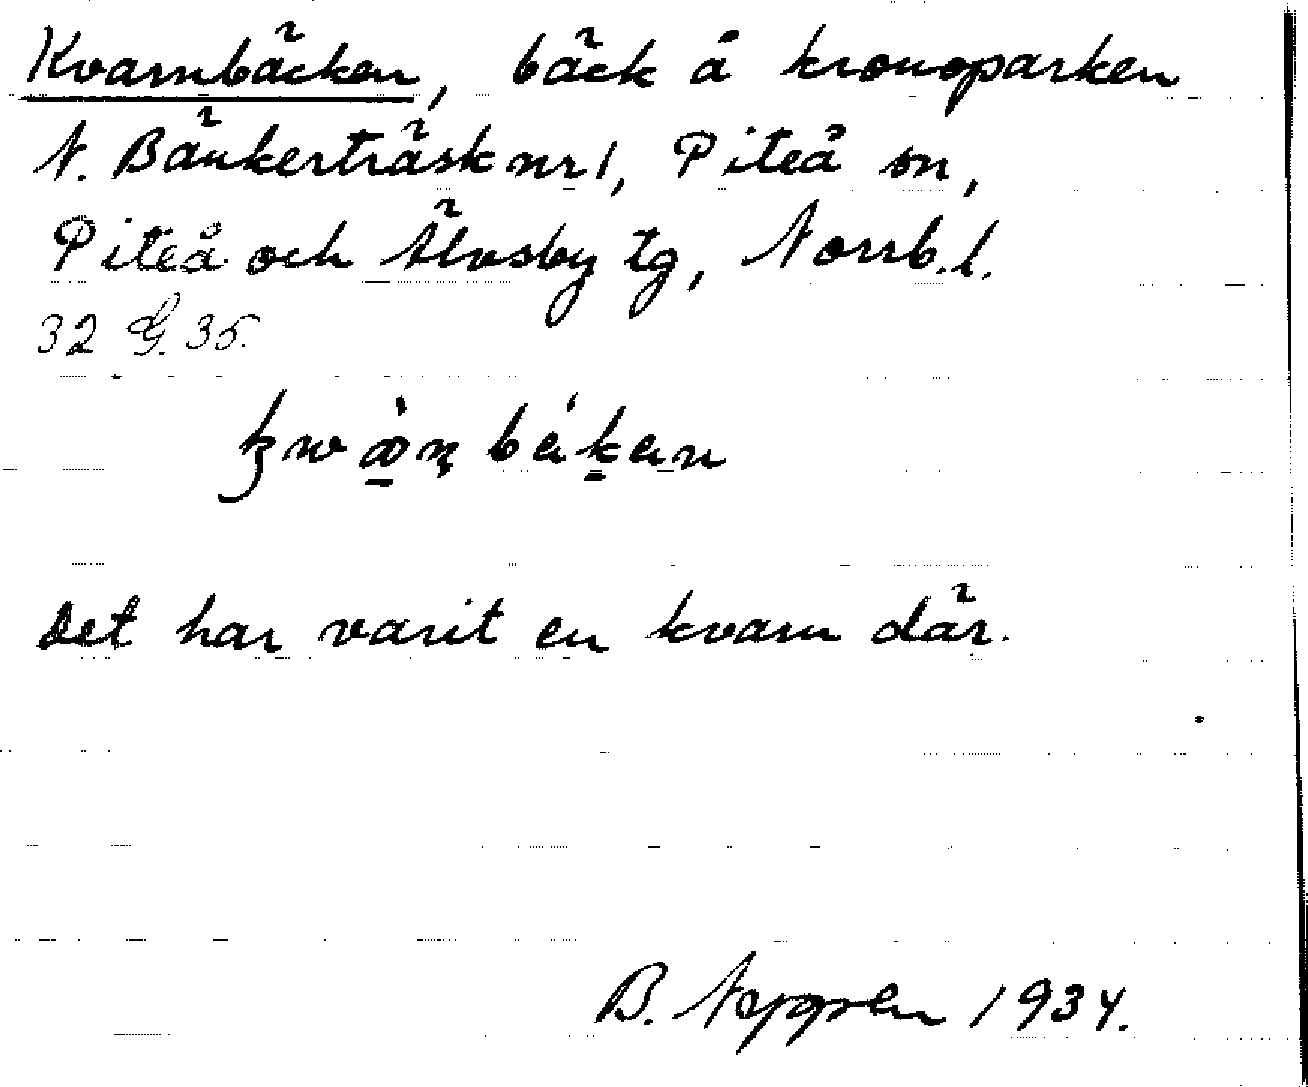 Kvarnbäcken, bäck å kronoparken
N. Bänkerträsk nr 1, Piteå sn,
Piteå och Älvsby tg, Norrb. l.
32 G. 35.
Det har varit en kvarn där.
B. 1934.